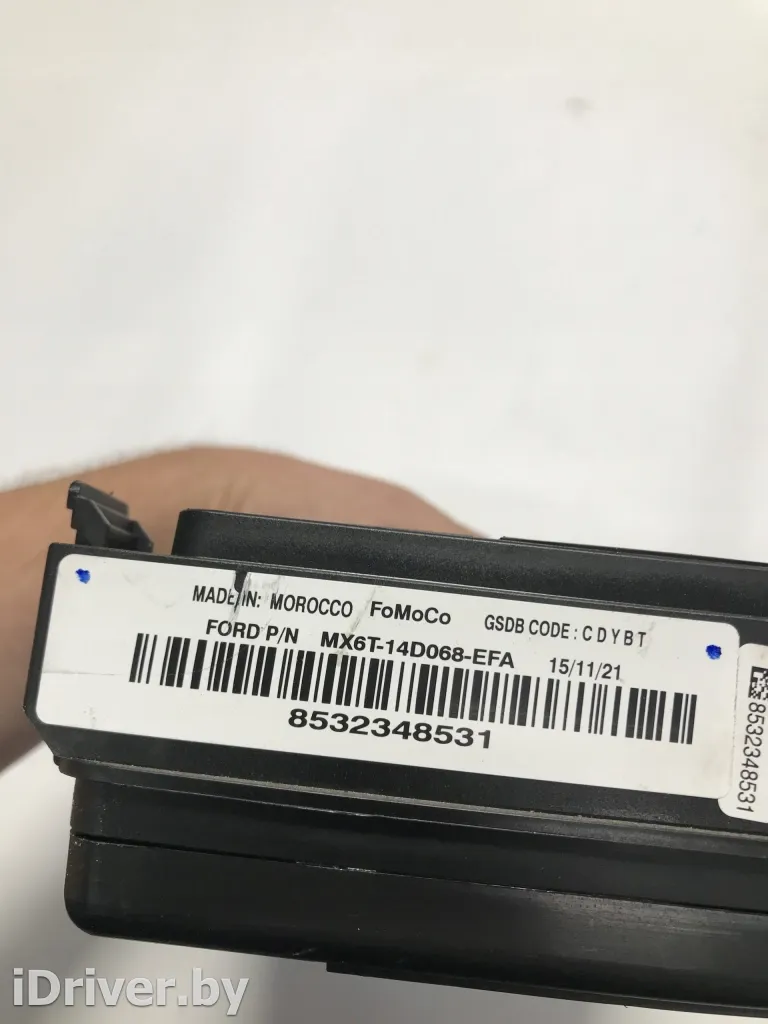 MADE IN: MOROCCO FoMoCo GSDB CODE: CDYBT
FORD P/N MX6T-14D068-EFA 15/11/21
8532348531
8532348531
iDriver.by